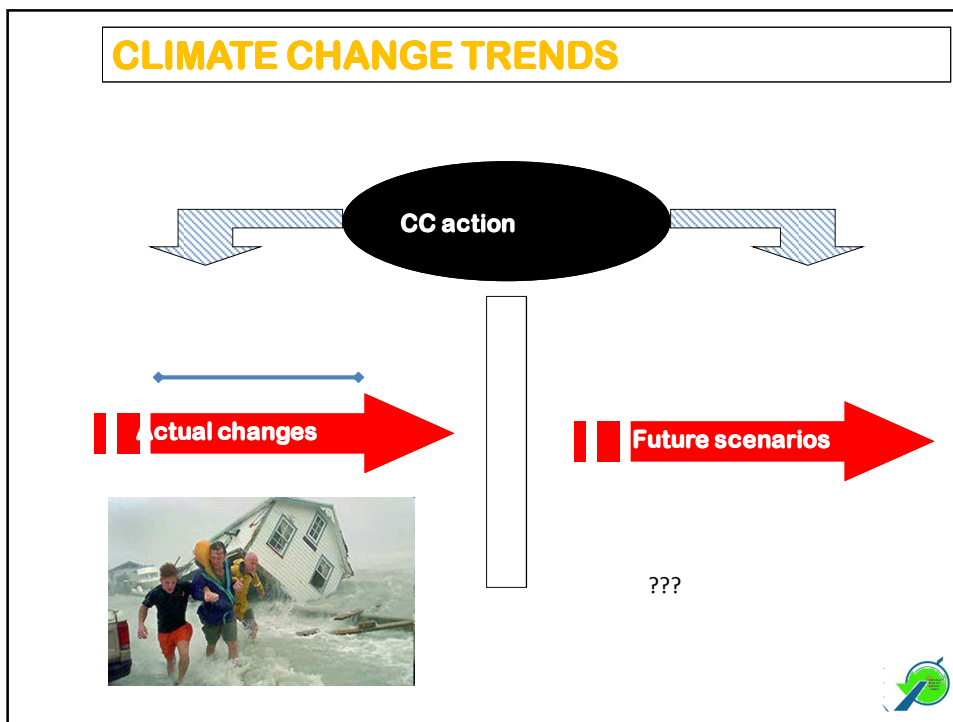 CLIMATE CHANGE TRENDS
CC action
Actual changes
Future scenarios
???